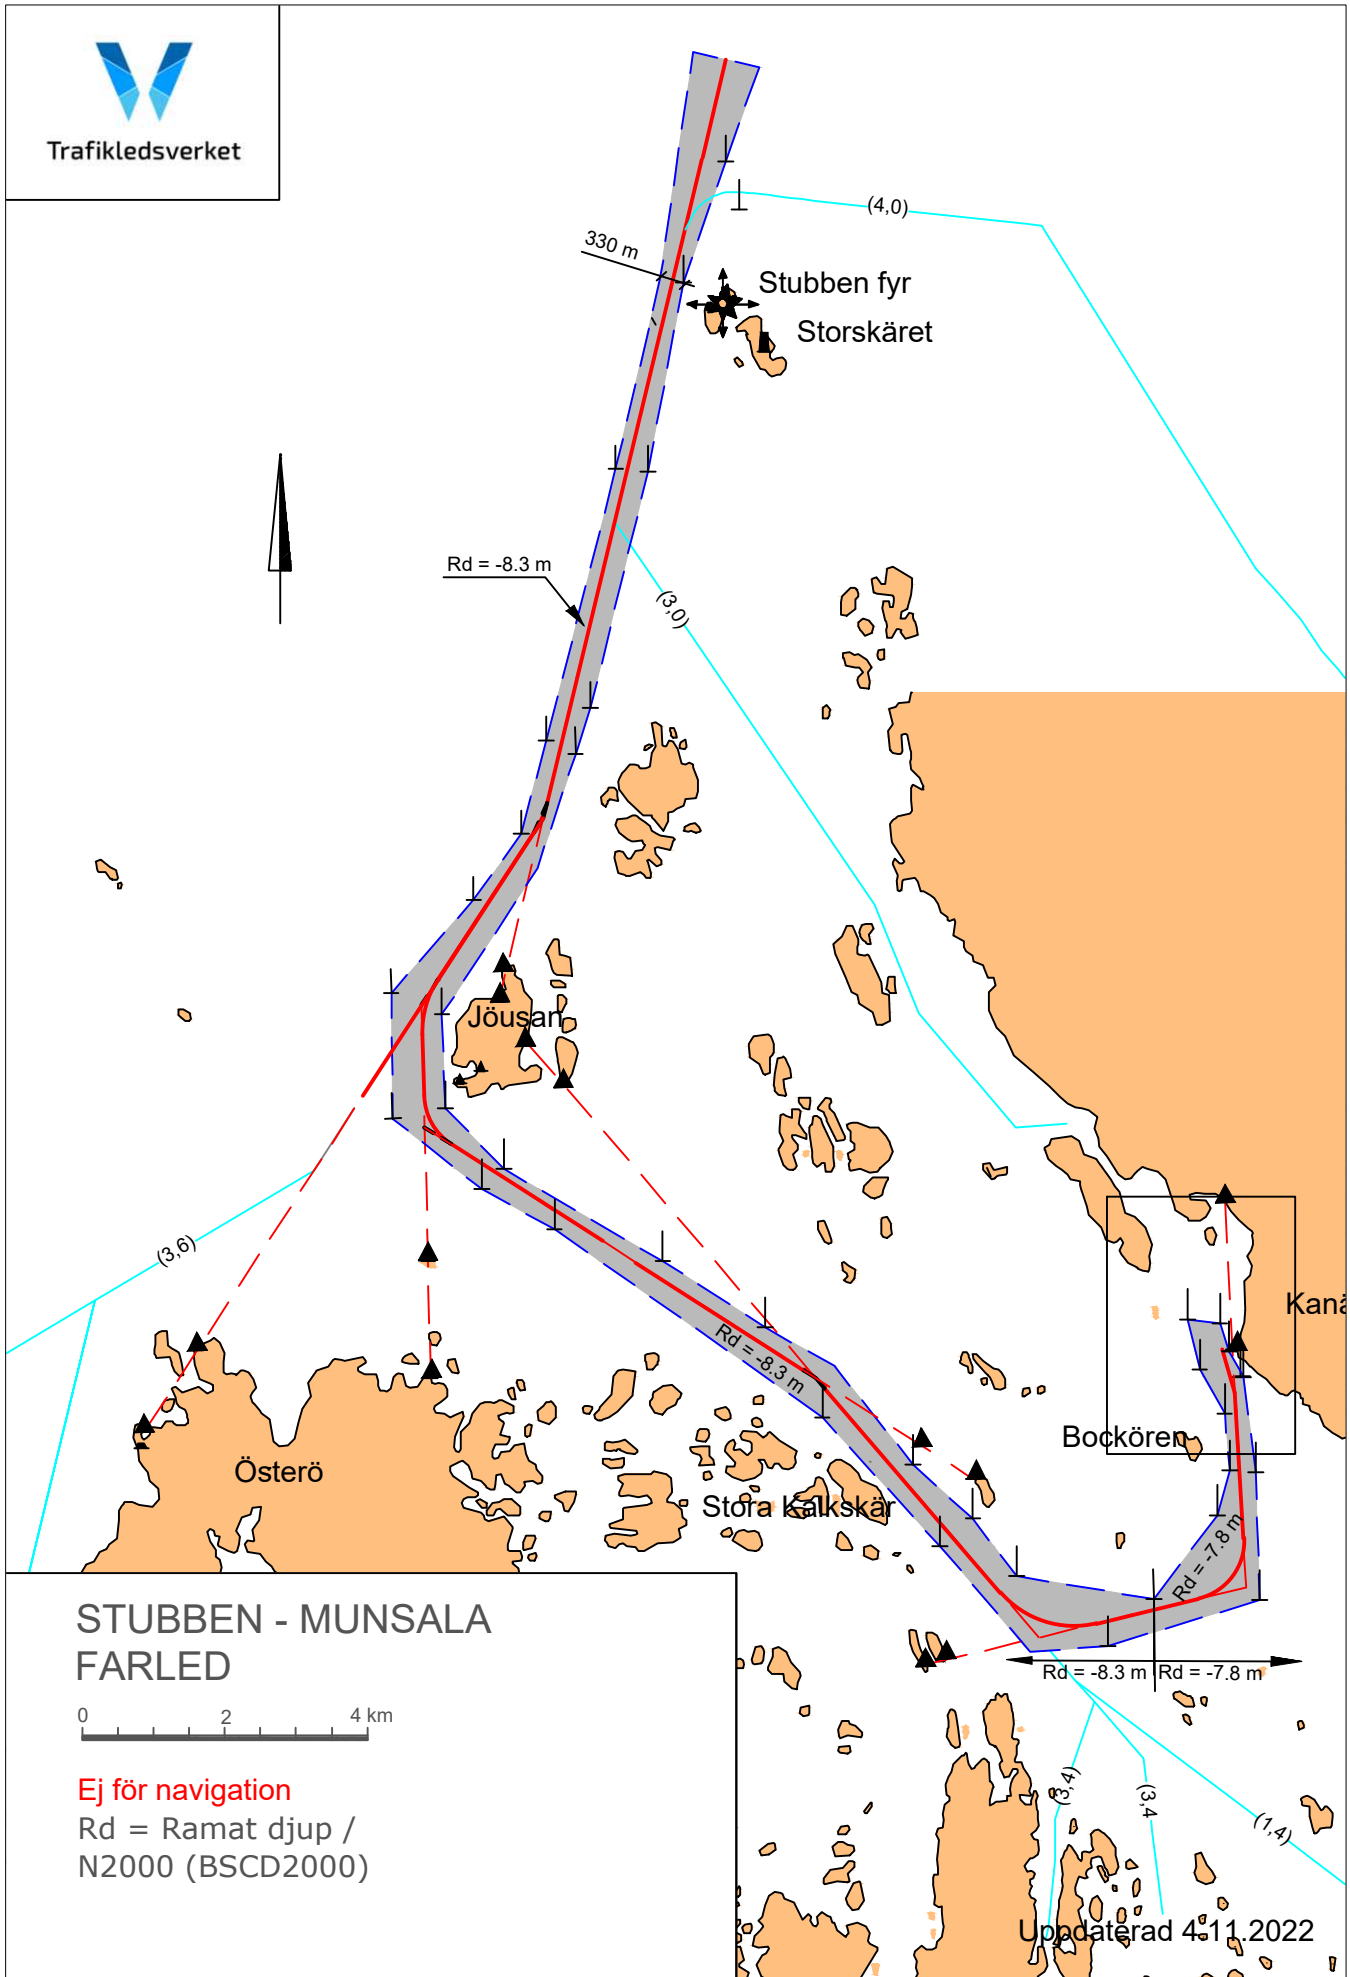 Trafikledsverket
(4,0)
330 m
Stubben fyr
Storskäret
Rd = -8.3 m
(3,0)
Jöusan
(3,6)
Rd = -8.3 m
Kanä
Bockören
Österö
Stora Kalkskär
Rd = -7.8 m
Rd = -8.3 m
Rd = -7.8 m
STUBBEN - MUNSALA
FARLED
0 2 4 km
Ej för navigation
Rd = Ramat djup /
N2000 (BSCD2000)
(3,4)
(3,4
(1,4)
Uppdaterad 4.11.2022